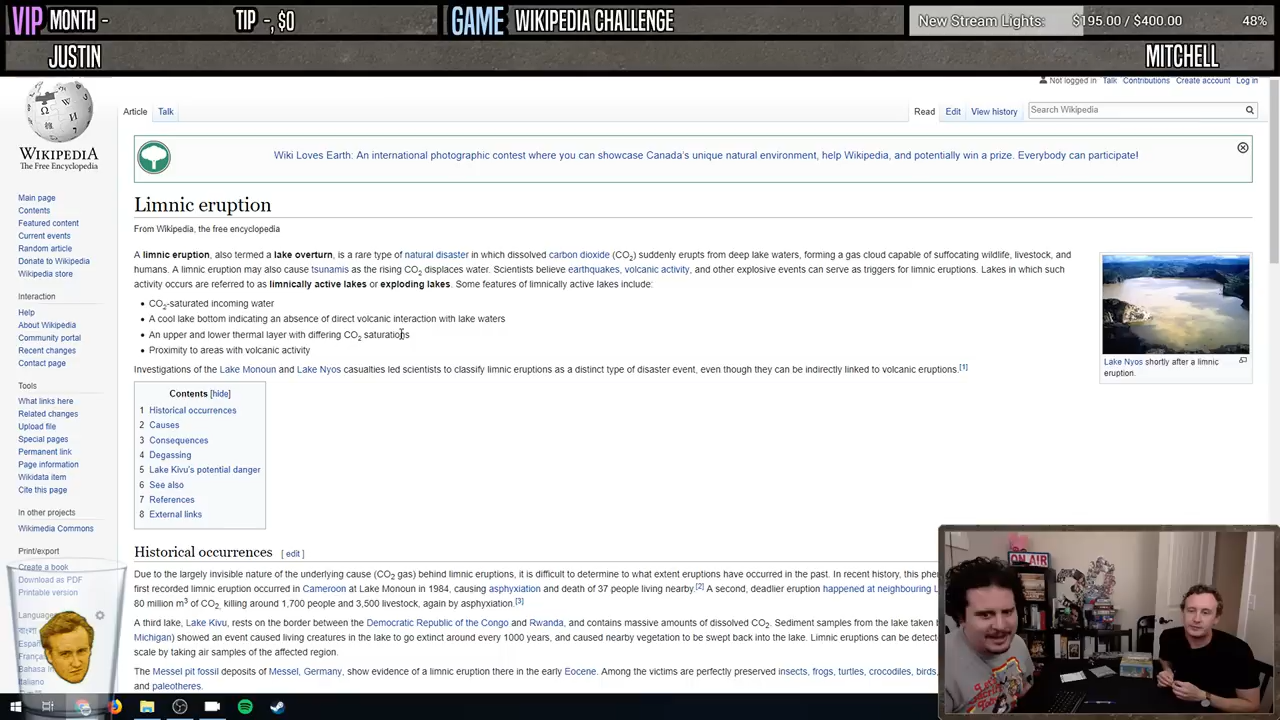 VIP MONTH -
TIP -, $0
GAME WIKIPEDIA CHALLENGE
New Stream Lights: $195.00 / $400.00 48%
JUSTIN
MITCHELL
Not logged in Talk Contributions Create account Log in
Article Talk
Read Edit View history
Search Wikipedia
WIKIPEDIA
The Free Encyclopedia
Wiki Loves Earth: An international photographic contest where you can showcase Canada's unique natural environment, help Wikipedia, and potentially win a prize. Everybody can participate!
Main page
Contents
Featured content
Current events
Random article
Donate to Wikipedia
Wikipedia store
Interaction
Help
About Wikipedia
Community portal
Recent changes
Contact page
Tools
What links here
Related changes
Upload file
Special pages
Permanent link
Page information
Wikidata item
Cite this page
In other projects
Wikimedia Commons
Print/export
Create a book
Download as PDF
Printable version
Languages
বাংলা
Español
Bahasa
Italiano
Limnic eruption
From Wikipedia, the free encyclopedia
A limnic eruption, also termed a lake overturn, is a rare type of natural disaster in which dissolved carbon dioxide (CO2) suddenly erupts from deep lake waters, forming a gas cloud capable of suffocating wildlife, livestock, and
humans. A limnic eruption may also cause tsunamis as the rising CO2 displaces water. Scientists believe earthquakes, volcanic activity, and other explosive events can serve as triggers for limnic eruptions. Lakes in which such
activity occurs are referred to as limnically active lakes or exploding lakes. Some features of limnically active lakes include:
• CO2-saturated incoming water
• A cool lake bottom indicating an absence of direct volcanic interaction with lake waters
• An upper and lower thermal layer with differing CO2 saturations
• Proximity to areas with volcanic activity
Investigations of the Lake Monoun and Lake Nyos casualties led scientists to classify limnic eruptions as a distinct type of disaster event, even though they can be indirectly linked to volcanic eruptions.[1]
Lake Nyos shortly after a limnic
eruption.
Contents [hide]
1 Historical occurrences
2 Causes
3 Consequences
4 Degassing
5 Lake Kivu's potential danger
6 See also
7 References
8 External links
Historical occurrences [ edit ]
Due to the largely invisible nature of the underlying cause (CO2 gas) behind limnic eruptions, it is difficult to determine to what extent eruptions have occurred in the past. In recent history, this
first recorded limnic eruption occurred in Cameroon at Lake Monoun in 1984, causing asphyxiation and death of 37 people living nearby.[2] A second, deadlier eruption happened at neighbouring
80 million m3 of CO2, killing around 1,700 people and 3,500 livestock, again by asphyxiation.[3]
A third lake, Lake Kivu, rests on the border between the Democratic Republic of the Congo and Rwanda, and contains massive amounts of dissolved CO2. Sediment samples from the lake taken
Michigan) showed an event caused living creatures in the lake to go extinct around every 1000 years, and caused nearby vegetation to be swept back into the lake. Limnic eruptions can be
scale by taking air samples of the affected region.
The Messel pit fossil deposits of Messel, Germany, show evidence of a limnic eruption there in the early Eocene. Among the victims are perfectly preserved insects, frogs, turtles, crocodiles, birds,
and paleotheres.
ON AIR